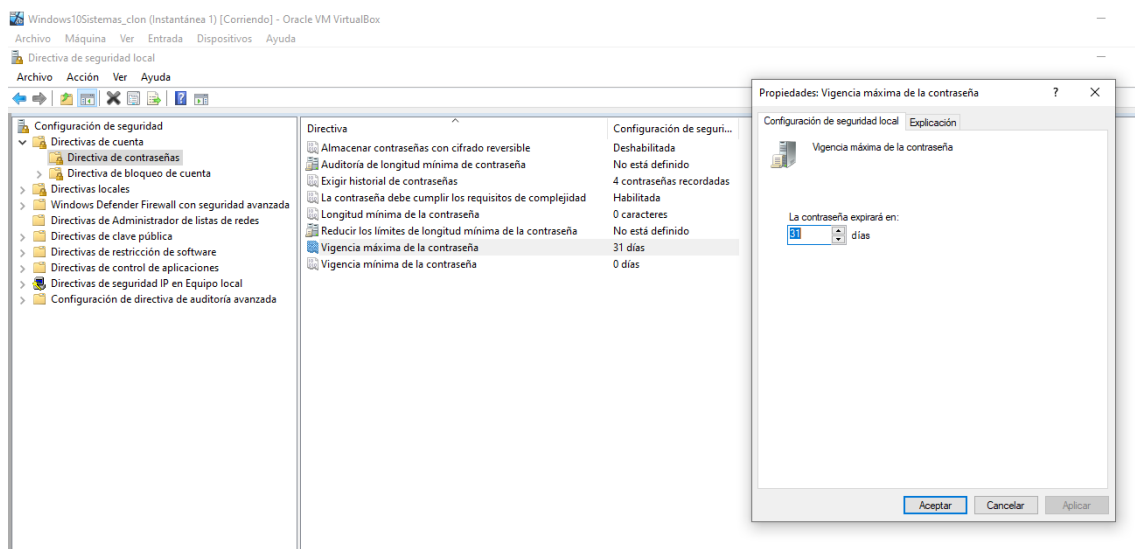 Windows10Sistemas_clon (Instantánea 1) [Corriendo] - Oracle VM VirtualBox
Archivo Máquina Ver Entrada Dispositivos Ayuda
Directiva de seguridad local
Archivo Acción Ver Ayuda
Configuración de seguridad
Directivas de cuenta
Directiva de contraseñas
Directiva de bloqueo de cuenta
Directivas locales
Windows Defender Firewall con seguridad avanzada
Directivas de Administrador de listas de redes
Directivas de clave pública
Directivas de restricción de software
Directivas de control de aplicaciones
Directivas de seguridad IP en Equipo local
Configuración de directiva de auditoría avanzada
Directiva Configuración de seguri...
Almacenar contraseñas con cifrado reversible Deshabilitada
Auditoría de longitud mínima de contraseña No está definido
Exigir historial de contraseñas 4 contraseñas recordadas
La contraseña debe cumplir los requisitos de complejidad Habilitada
Longitud mínima de la contraseña 0 caracteres
Reducir los límites de longitud mínima de la contraseña No está definido
Vigencia máxima de la contraseña 31 días
Vigencia mínima de la contraseña 0 días
Propiedades: Vigencia máxima de la contraseña ? X
Configuración de seguridad local Explicación
Vigencia máxima de la contraseña
La contraseña expirará en:
31 días
Aceptar Cancelar Aplicar